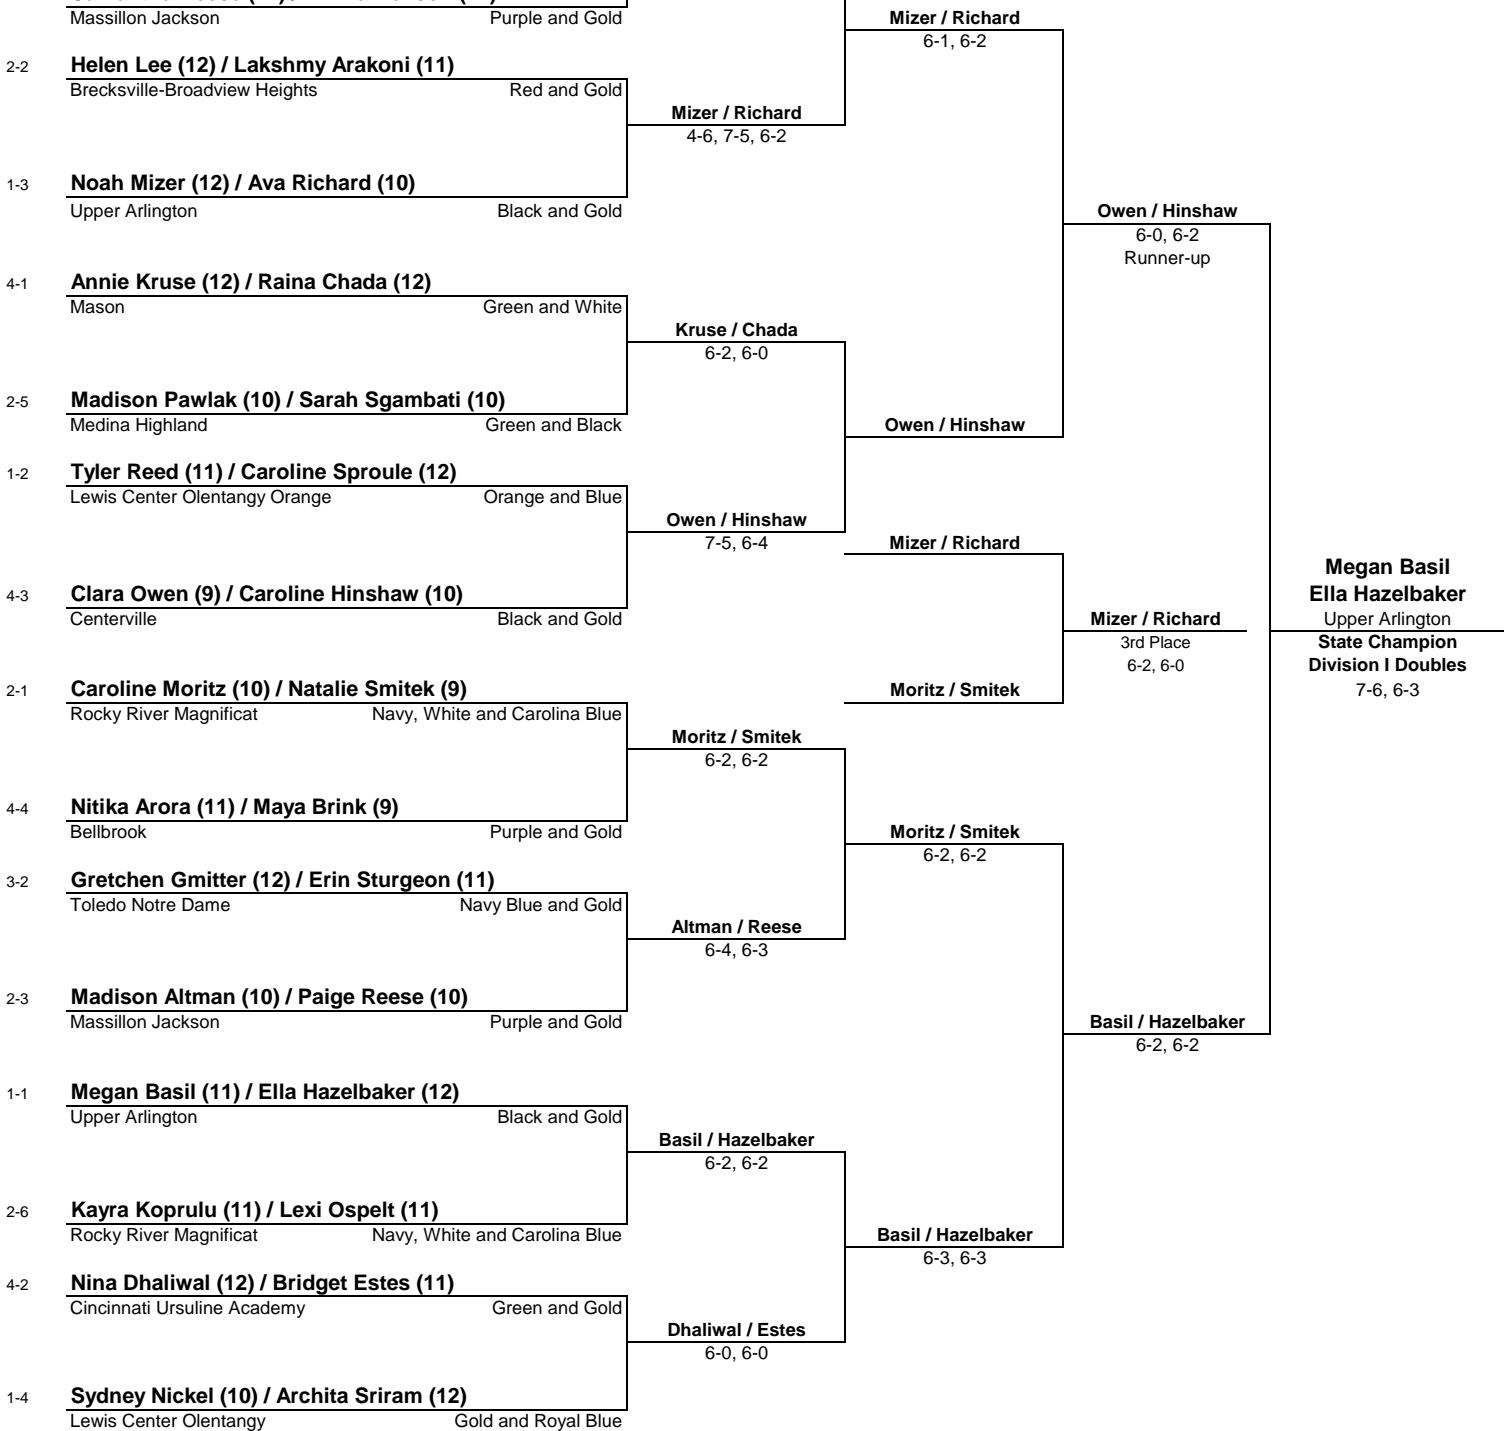 Massillon Jackson Purple and Gold
Mizer / Richard
6-1, 6-2
2-2 Helen Lee (12) / Lakshmy Arakoni (11)
Brecksville-Broadview Heights Red and Gold
Mizer / Richard
4-6, 7-5, 6-2
1-3 Noah Mizer (12) / Ava Richard (10)
Upper Arlington Black and Gold
Owen / Hinshaw
6-0, 6-2
Runner-up
4-1 Annie Kruse (12) / Raina Chada (12)
Mason Green and White
Kruse / Chada
6-2, 6-0
2-5 Madison Pawlak (10) / Sarah Sgambati (10)
Medina Highland Green and Black
Owen / Hinshaw
1-2 Tyler Reed (11) / Caroline Sproule (12)
Lewis Center Olentangy Orange Orange and Blue
Owen / Hinshaw
7-5, 6-4
Mizer / Richard
4-3 Clara Owen (9) / Caroline Hinshaw (10)
Centerville Black and Gold
Mizer / Richard
3rd Place
6-2, 6-0
Megan Basil
Ella Hazelbaker
Upper Arlington
State Champion
Division I Doubles
7-6, 6-3
2-1 Caroline Moritz (10) / Natalie Smitek (9)
Rocky River Magnificat Navy, White and Carolina Blue
Moritz / Smitek
Moritz / Smitek
6-2, 6-2
4-4 Nitika Arora (11) / Maya Brink (9)
Bellbrook Purple and Gold
Moritz / Smitek
6-2, 6-2
3-2 Gretchen Gmitter (12) / Erin Sturgeon (11)
Toledo Notre Dame Navy Blue and Gold
Altman / Reese
6-4, 6-3
2-3 Madison Altman (10) / Paige Reese (10)
Massillon Jackson Purple and Gold
Basil / Hazelbaker
6-2, 6-2
1-1 Megan Basil (11) / Ella Hazelbaker (12)
Upper Arlington Black and Gold
Basil / Hazelbaker
6-2, 6-2
2-6 Kayra Koprulu (11) / Lexi Ospelt (11)
Rocky River Magnificat Navy, White and Carolina Blue
Basil / Hazelbaker
6-3, 6-3
4-2 Nina Dhaliwal (12) / Bridget Estes (11)
Cincinnati Ursuline Academy Green and Gold
Dhaliwal / Estes
6-0, 6-0
1-4 Sydney Nickel (10) / Archita Sriram (12)
Lewis Center Olentangy Gold and Royal Blue